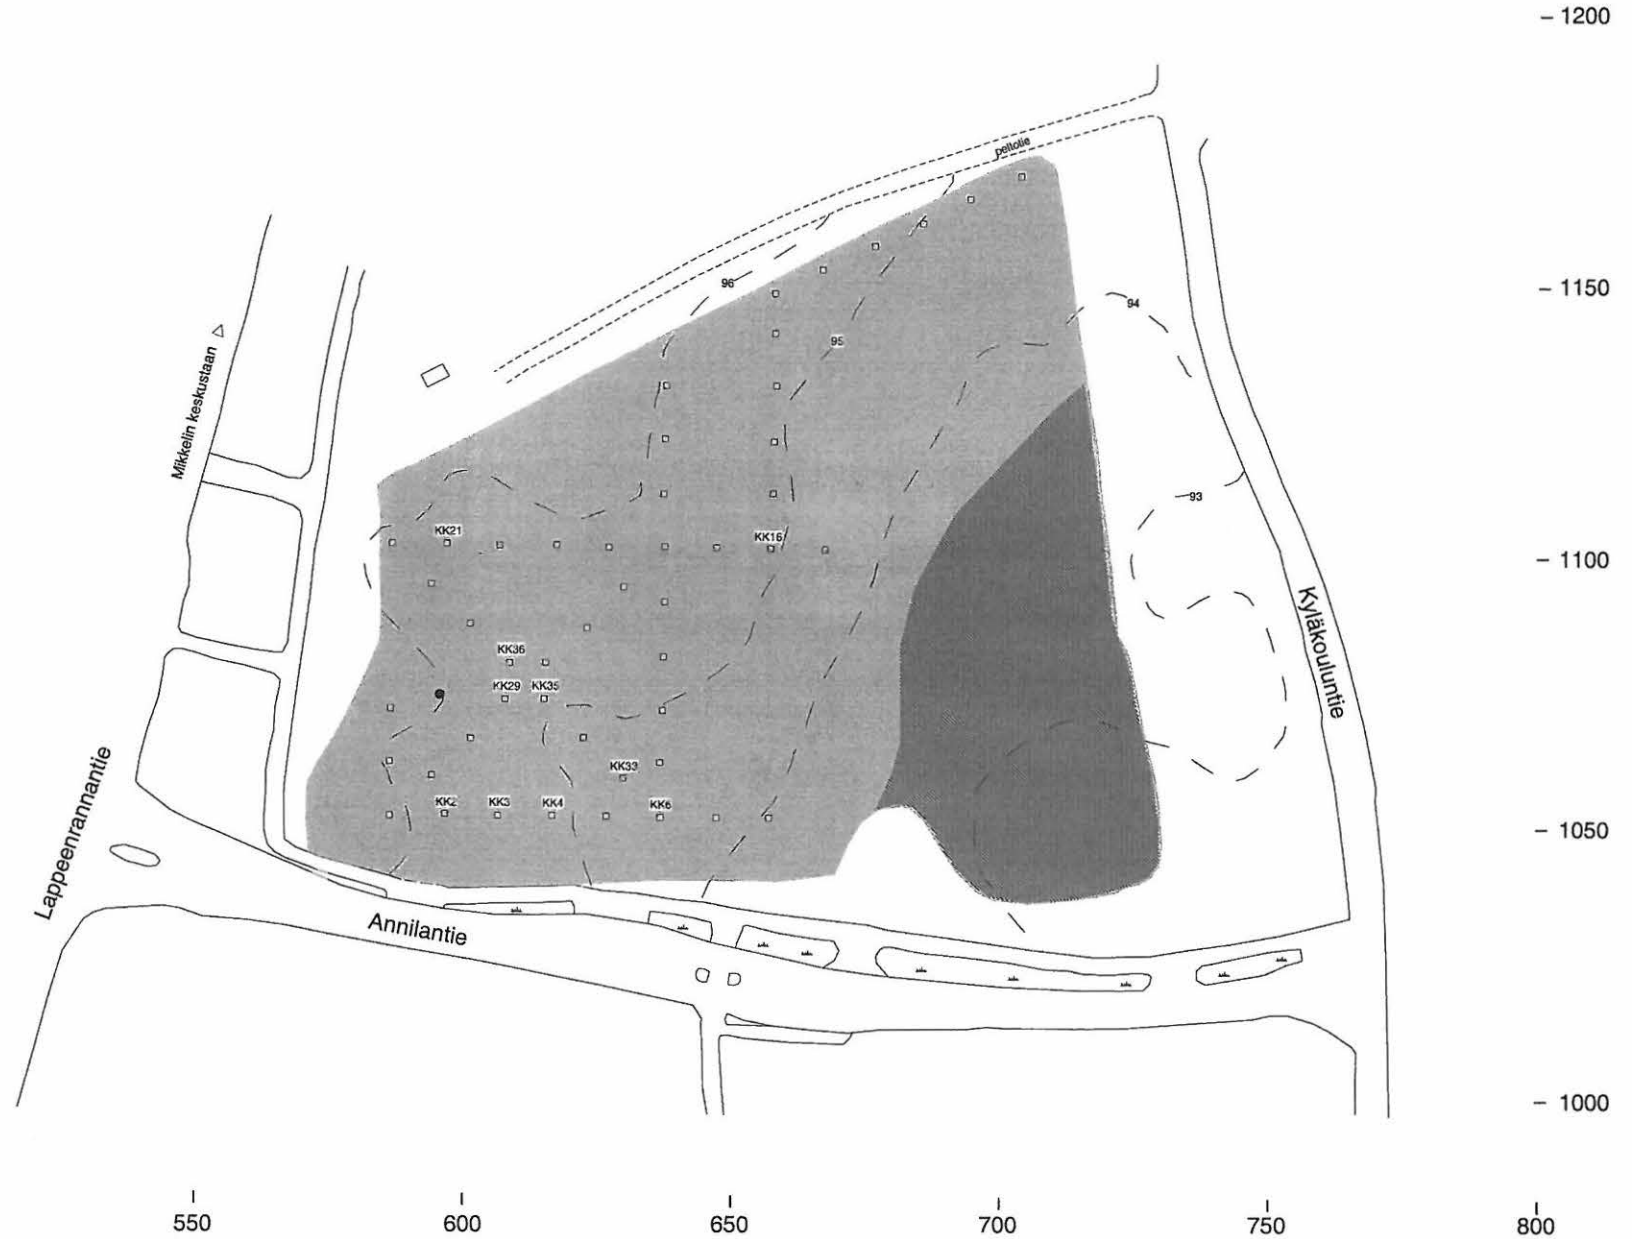 – 1200
peltotie
96
– 1150
94
95
Mikkelin keskustaan
93
KK21
KK16
– 1100
KK36
KK29
KK35
Kyläkouluntie
KK33
KK2
KK3
KK4
KK6
– 1050
Lappeenrannantie
Annilantie
– 1000
550
600
650
700
750
800